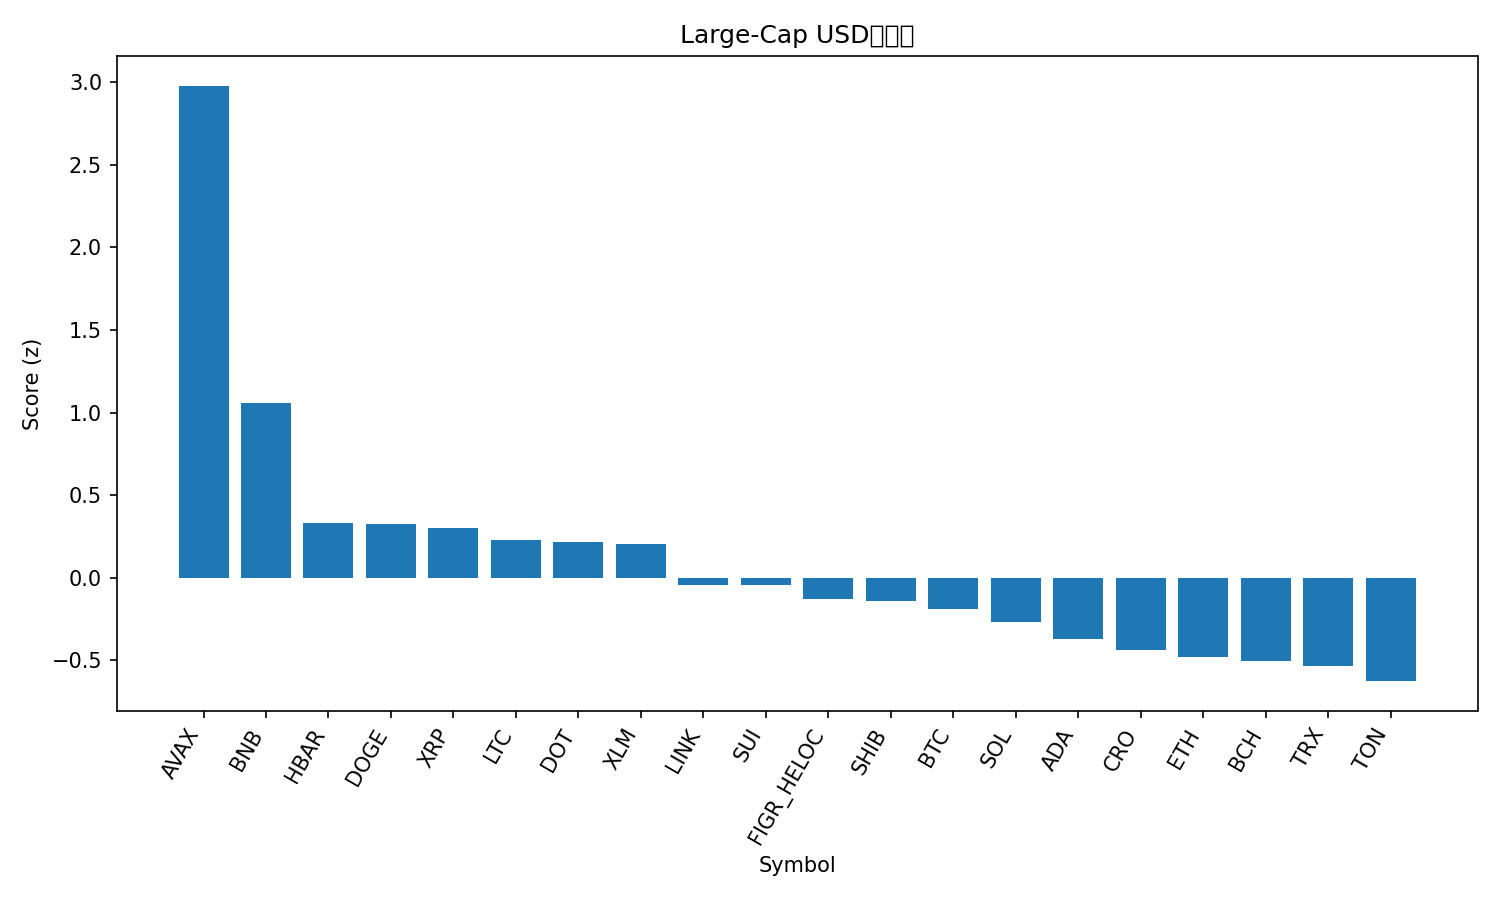 Large-Cap USD
3.0
2.5
2.0
1.5
1.0
0.5
0.0
−0.5
Score (z)
AVAX
BNB
HBAR
DOGE
XRP
LTC
DOT
XLM
LINK
SUI
FIGR_HELOC
SHIB
BTC
SOL
ADA
CRO
ETH
BCH
TRX
TON
Symbol